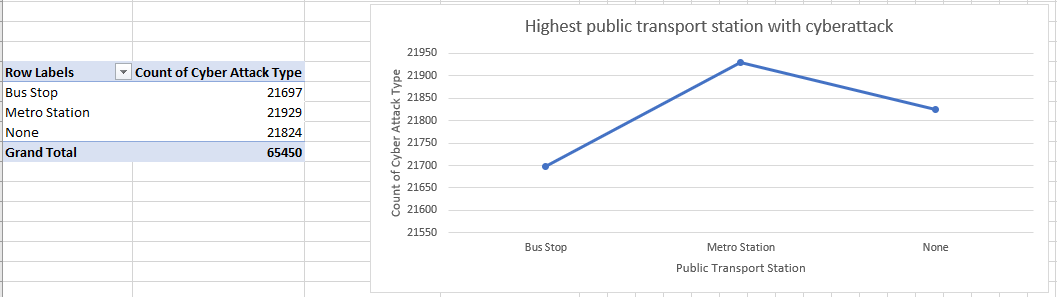 Row Labels Count of Cyber Attack Type
Bus Stop 21697
Metro Station 21929
None 21824
Grand Total 65450
Highest public transport station with cyberattack
Count of Cyber Attack Type
21950
21900
21850
21800
21750
21700
21650
21600
21550
Bus Stop Metro Station None
Public Transport Station